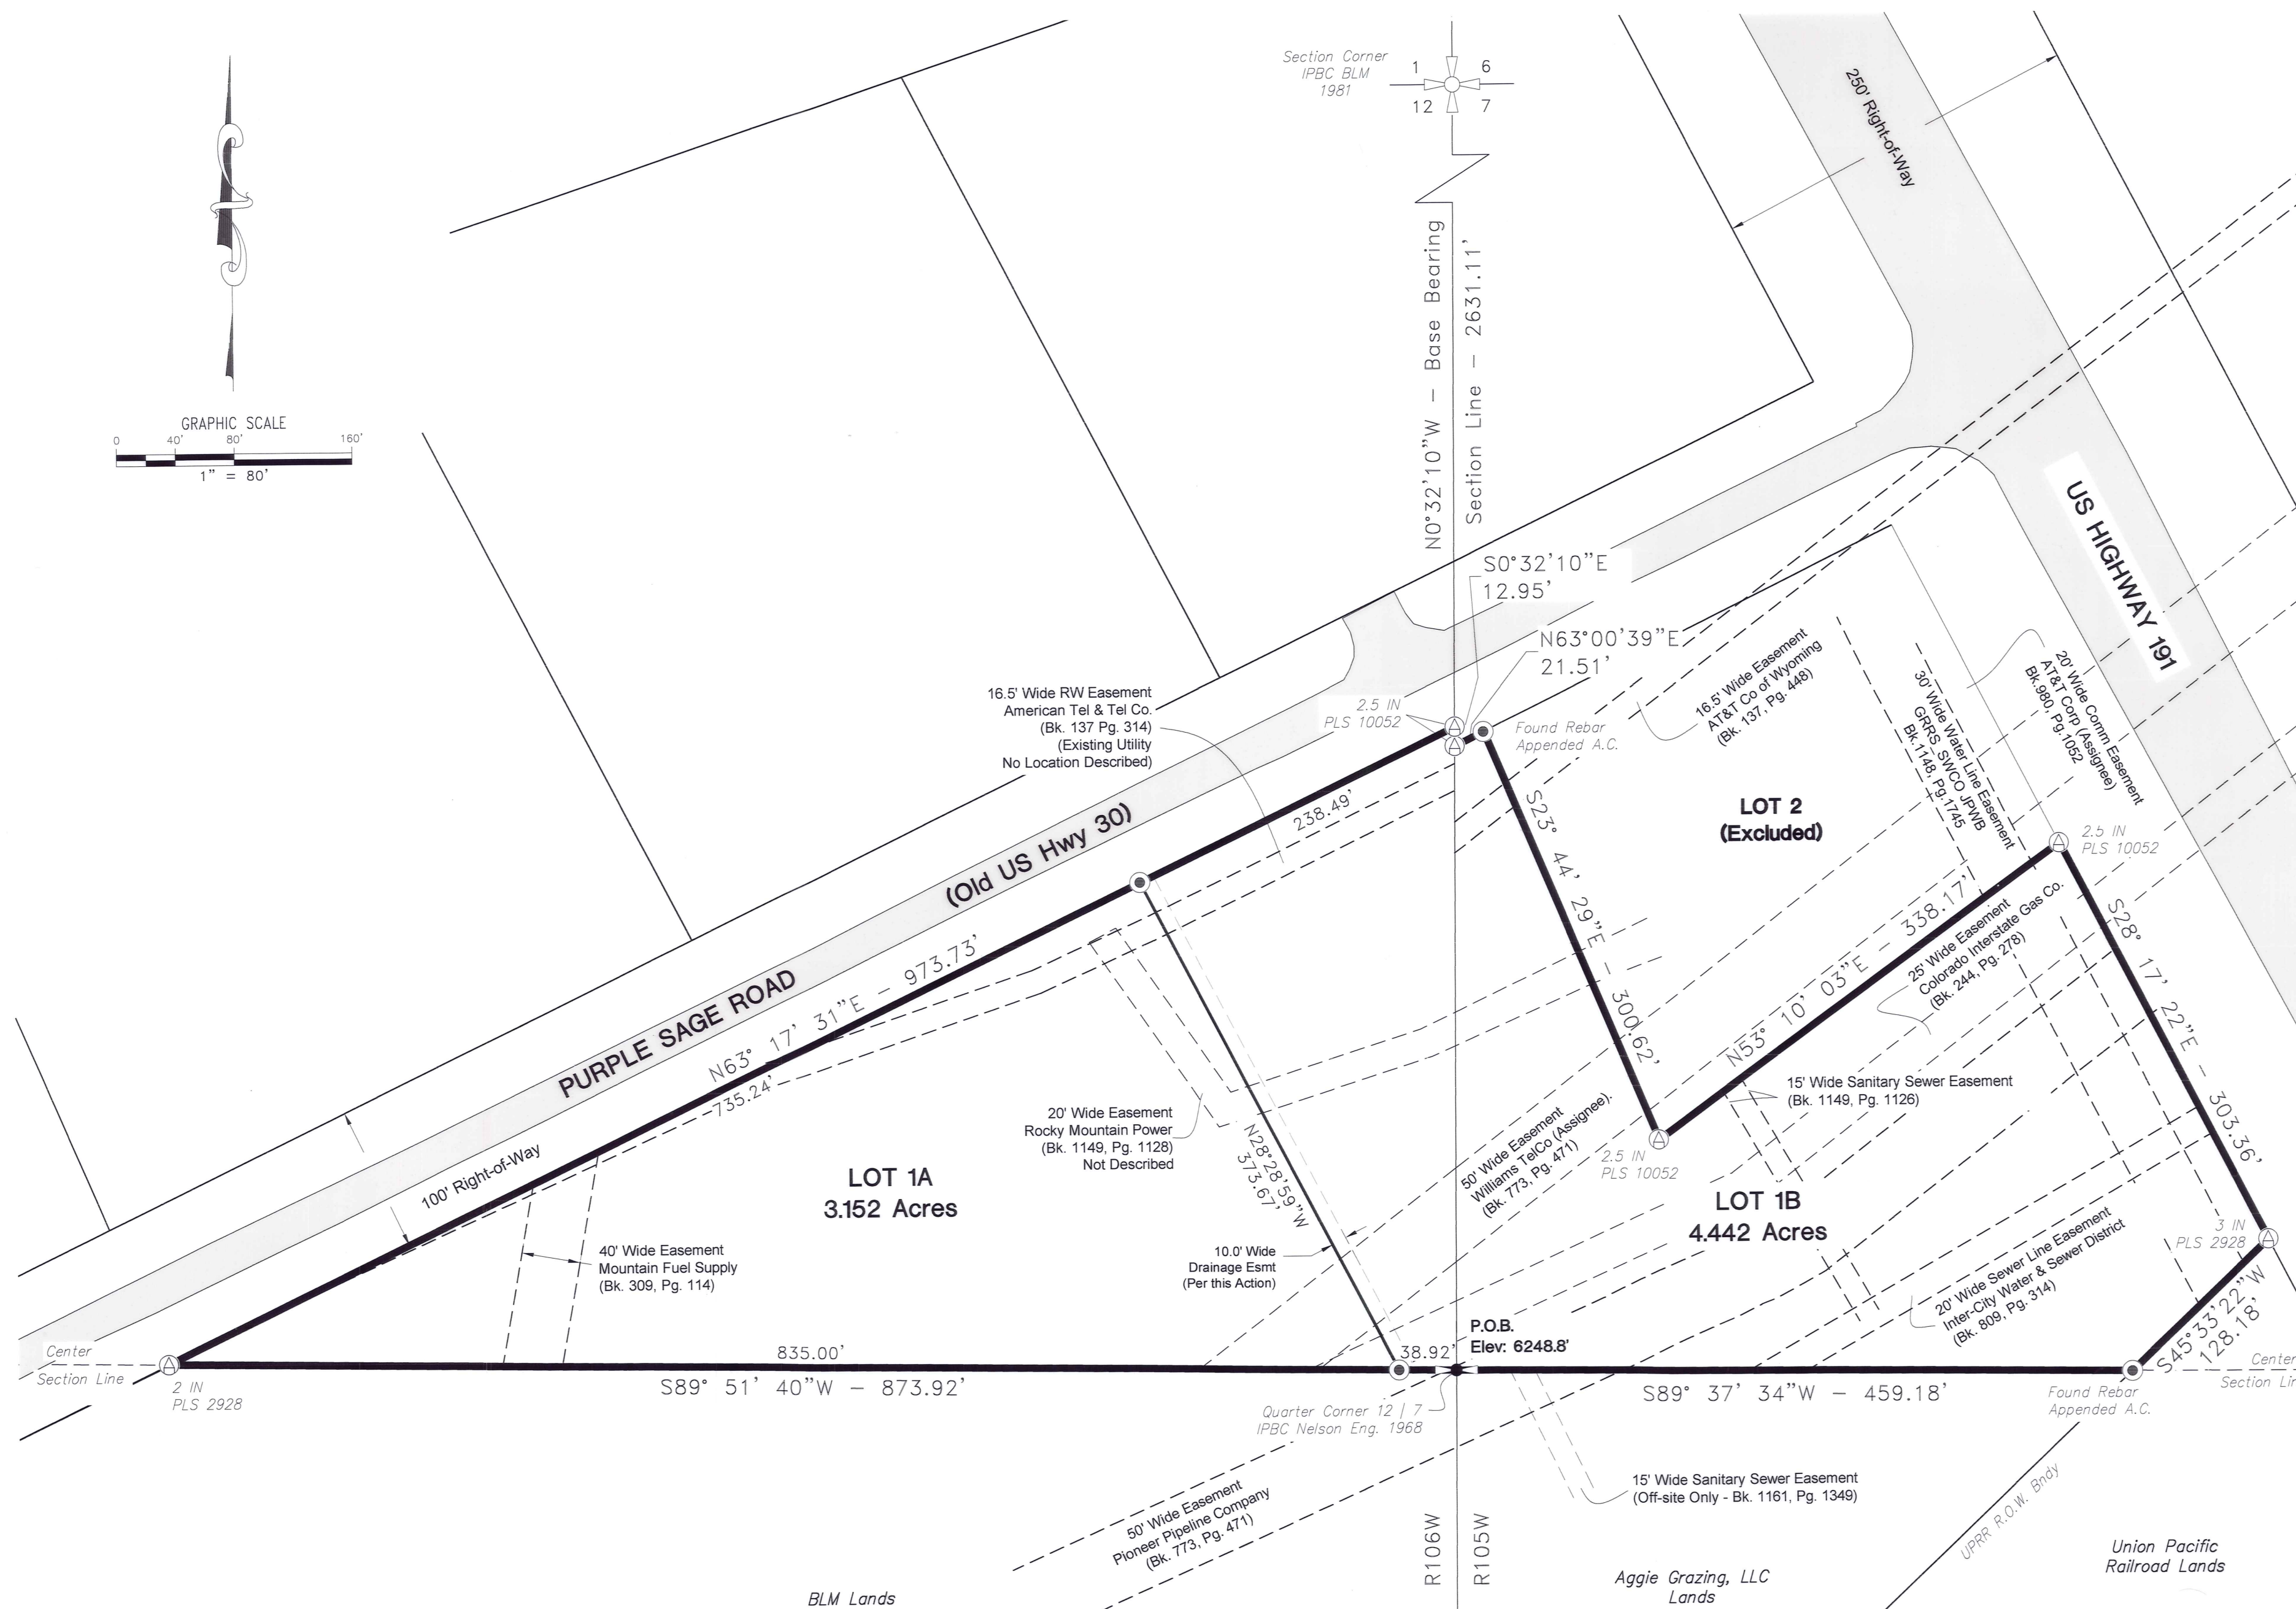 Section Corner
IPBC BLM
1981
1
6
12
7
250' Right-of-Way
GRAPHIC SCALE
0 40' 80' 160'
1" = 80'
N0°32'10"W – Base Bearing
Section Line – 2631.11'
US HIGHWAY 191
S0°32'10"E
12.95'
N63°00'39"E
21.51'
16.5' Wide RW Easement
American Tel & Tel Co.
(Bk. 137 Pg. 314)
(Existing Utility
No Location Described)
2.5 IN
PLS 10052
Found Rebar
Appended A.C.
16.5' Wide Easement
AT&T Co of Wyoming
(Bk. 137, Pg. 448)
30' Wide Water Line Easement
GRRS, SWCO JPWB
Bk.1148, Pg.1745
20' Wide Comm Easement
AT&T Corp (Assignee)
Bk.980, Pg.1052
LOT 2
(Excluded)
2.5 IN
PLS 10052
238.49'
(Old US Hwy 30)
PURPLE SAGE ROAD
N63° 17' 31"E – 973.73'
735.24'
100' Right-of-Way
S23° 44' 29"E – 300.62'
N53° 10' 03"E – 338.17'
25' Wide Easement
Colorado Interstate Gas Co.
(Bk. 244, Pg. 278)
S28° 17' 22"E – 303.36'
15' Wide Sanitary Sewer Easement
(Bk. 1149, Pg. 1126)
20' Wide Easement
Rocky Mountain Power
(Bk. 1149, Pg. 1128)
Not Described
N28°28'59"W
373.67'
50' Wide Easement
Williams TelCo (Assignee).
(Bk. 773, Pg. 471)
2.5 IN
PLS 10052
LOT 1A
3.152 Acres
LOT 1B
4.442 Acres
40' Wide Easement
Mountain Fuel Supply
(Bk. 309, Pg. 114)
10.0' Wide
Drainage Esmt
(Per this Action)
20' Wide Sewer Line Easement
Inter-City Water & Sewer District
(Bk. 809, Pg. 314)
3 IN
PLS 2928
S45°33'22"W
128.18'
P.O.B.
Elev: 6248.8'
Center
Section Line
835.00'
38.92'
2 IN
PLS 2928
S89° 51' 40"W – 873.92'
S89° 37' 34"W – 459.18'
Center
Section Lin
Found Rebar
Appended A.C.
Quarter Corner 12 | 7
IPBC Nelson Eng. 1968
15' Wide Sanitary Sewer Easement
(Off-site Only - Bk. 1161, Pg. 1349)
50' Wide Easement
Pioneer Pipeline Company
(Bk. 773, Pg. 471)
R106W
R105W
UPRR R.O.W. Bndy
Union Pacific
Railroad Lands
BLM Lands
Aggie Grazing, LLC
Lands